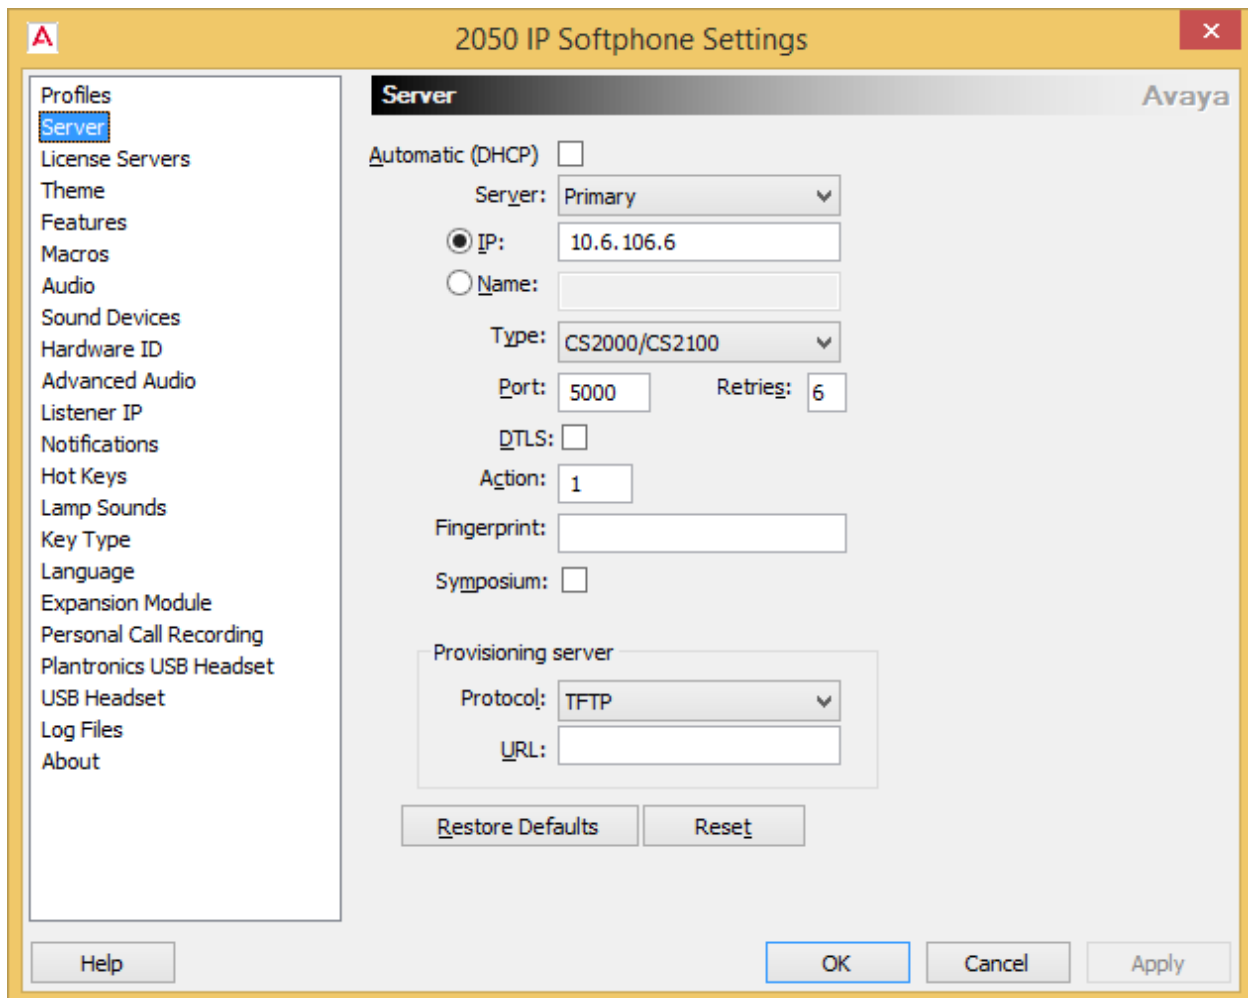 2050 IP Softphone Settings
Profiles
Server
License Servers
Theme
Features
Macros
Audio
Sound Devices
Hardware ID
Advanced Audio
Listener IP
Notifications
Hot Keys
Lamp Sounds
Key Type
Language
Expansion Module
Personal Call Recording
Plantronics USB Headset
USB Headset
Log Files
About
Server Avaya
Automatic (DHCP)
Server: Primary
IP: 10.6.106.6
Name:
Type: CS2000/CS2100
Port: 5000 Retries: 6
DTLS:
Action: 1
Fingerprint:
Symposium:
Provisioning server
Protocol: TFTP
URL:
Restore Defaults Reset
Help OK Cancel Apply